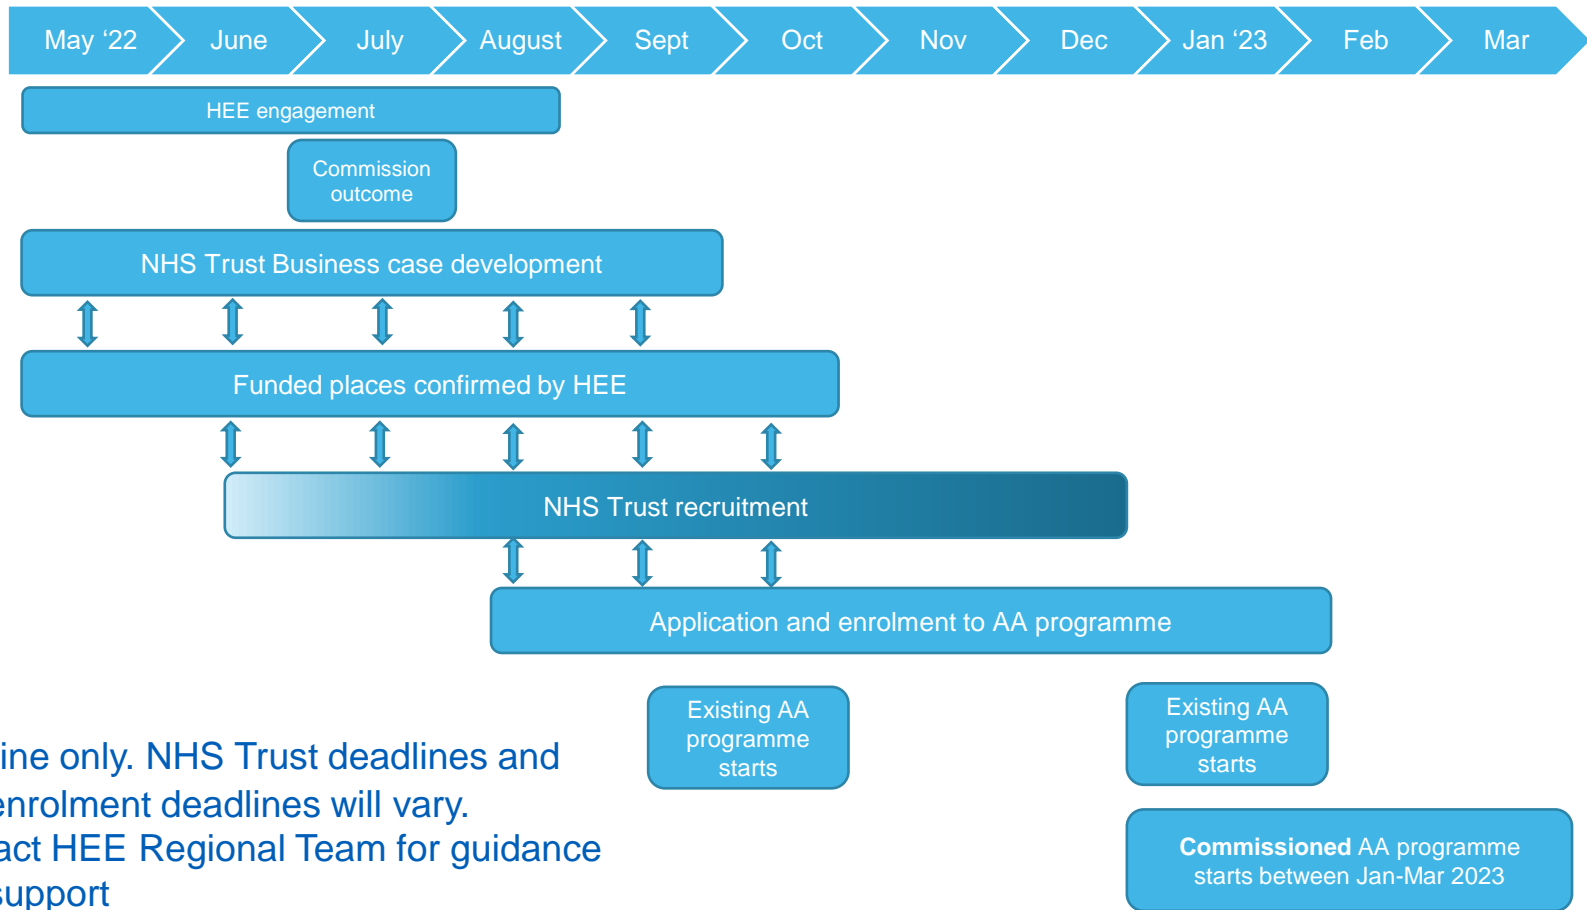 May ‘22
June
July
August
Sept
Oct
Nov
Dec
Jan ‘23
Feb
Mar
HEE engagement
Commission
outcome
NHS Trust Business case development
Funded places confirmed by HEE
NHS Trust recruitment
Application and enrolment to AA programme
Existing AA
programme
starts
Existing AA
programme
starts
Commissioned AA programme
starts between Jan-Mar 2023
only. NHS Trust deadlines and
enrolment deadlines will vary.
HEE Regional Team for guidance
support